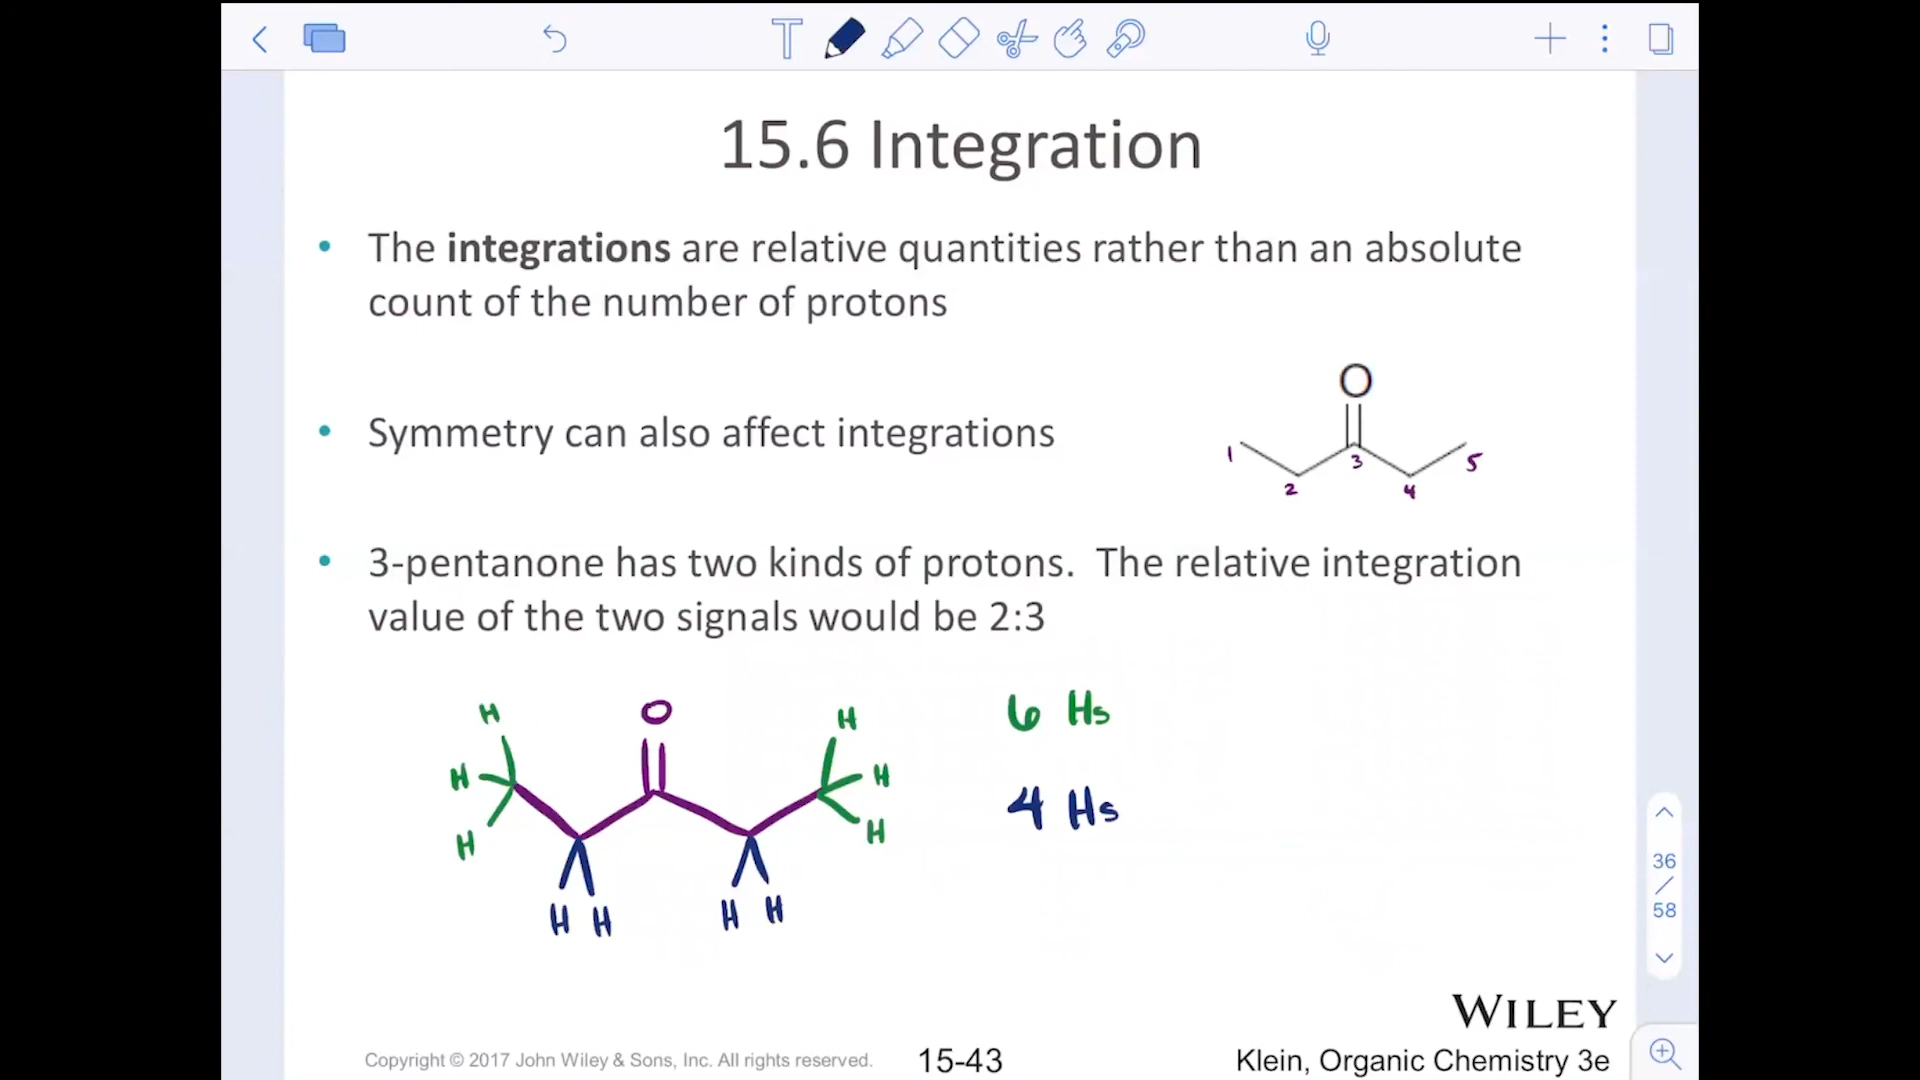 15.6 Integration
• The integrations are relative quantities rather than an absolute
count of the number of protons
O
• Symmetry can also affect integrations
1 2 3 4 5
• 3-pentanone has two kinds of protons. The relative integration
value of the two signals would be 2:3
H O H 6 Hs
H H
H H 4 Hs
H H H H
36
/
58
WILEY
Copyright © 2017 John Wiley & Sons, Inc. All rights reserved. 15-43 Klein, Organic Chemistry 3e